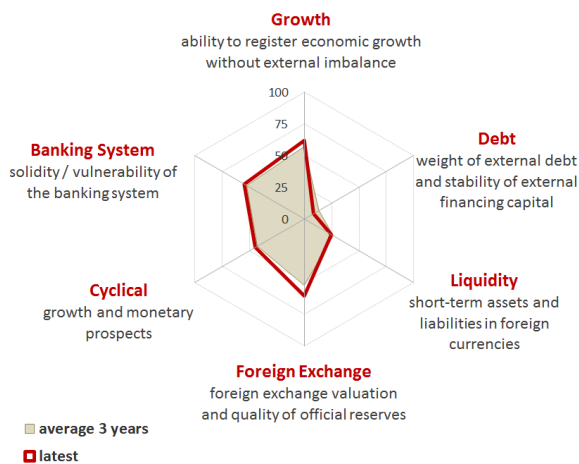 Growth
ability to register economic growth
without external imbalance
100
75
50
25
0
Banking System
solidity / vulnerability of
the banking system
Debt
weight of external debt
and stability of external
financing capital
Cyclical
growth and monetary
prospects
Liquidity
short-term assets and
liabilities in foreign
currencies
Foreign Exchange
foreign exchange valuation
and quality of official reserves
average 3 years
latest